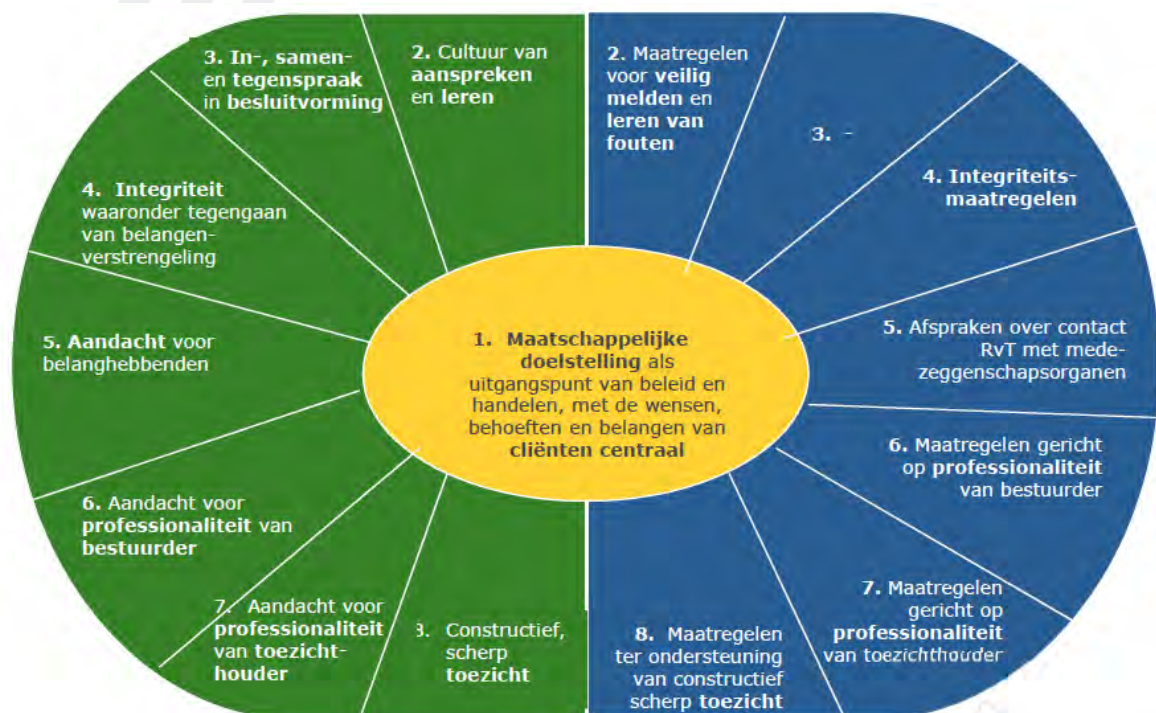 3. In-, samen-
en tegenspraak
in besluitvorming
2. Cultuur van
aanspreken
en leren
2. Maatregelen
voor veilig
melden en
leren van
fouten
3. -
4. Integriteit
waaronder tegengaan
van belangen-
verstrengeling
4. Integriteits-
maatregelen
5. Aandacht voor
belanghebbenden
1. Maatschappelijke
doelstelling als
uitgangspunt van beleid en
handelen, met de wensen,
behoeften en belangen van
cliënten centraal
5. Afspraken over contact
RvT met mede-
zeggenschapsorganen
6. Aandacht voor
professionaliteit van
bestuurder
6. Maatregelen gericht
op professionaliteit
van bestuurder
7. Aandacht voor
professionaliteit
van toezicht-
houder
3. Constructief,
scherp
toezicht
8. Maatregelen
ter ondersteuning
van constructief
scherp toezicht
7. Maatregelen
gericht op
professionaliteit
van toezichthouder